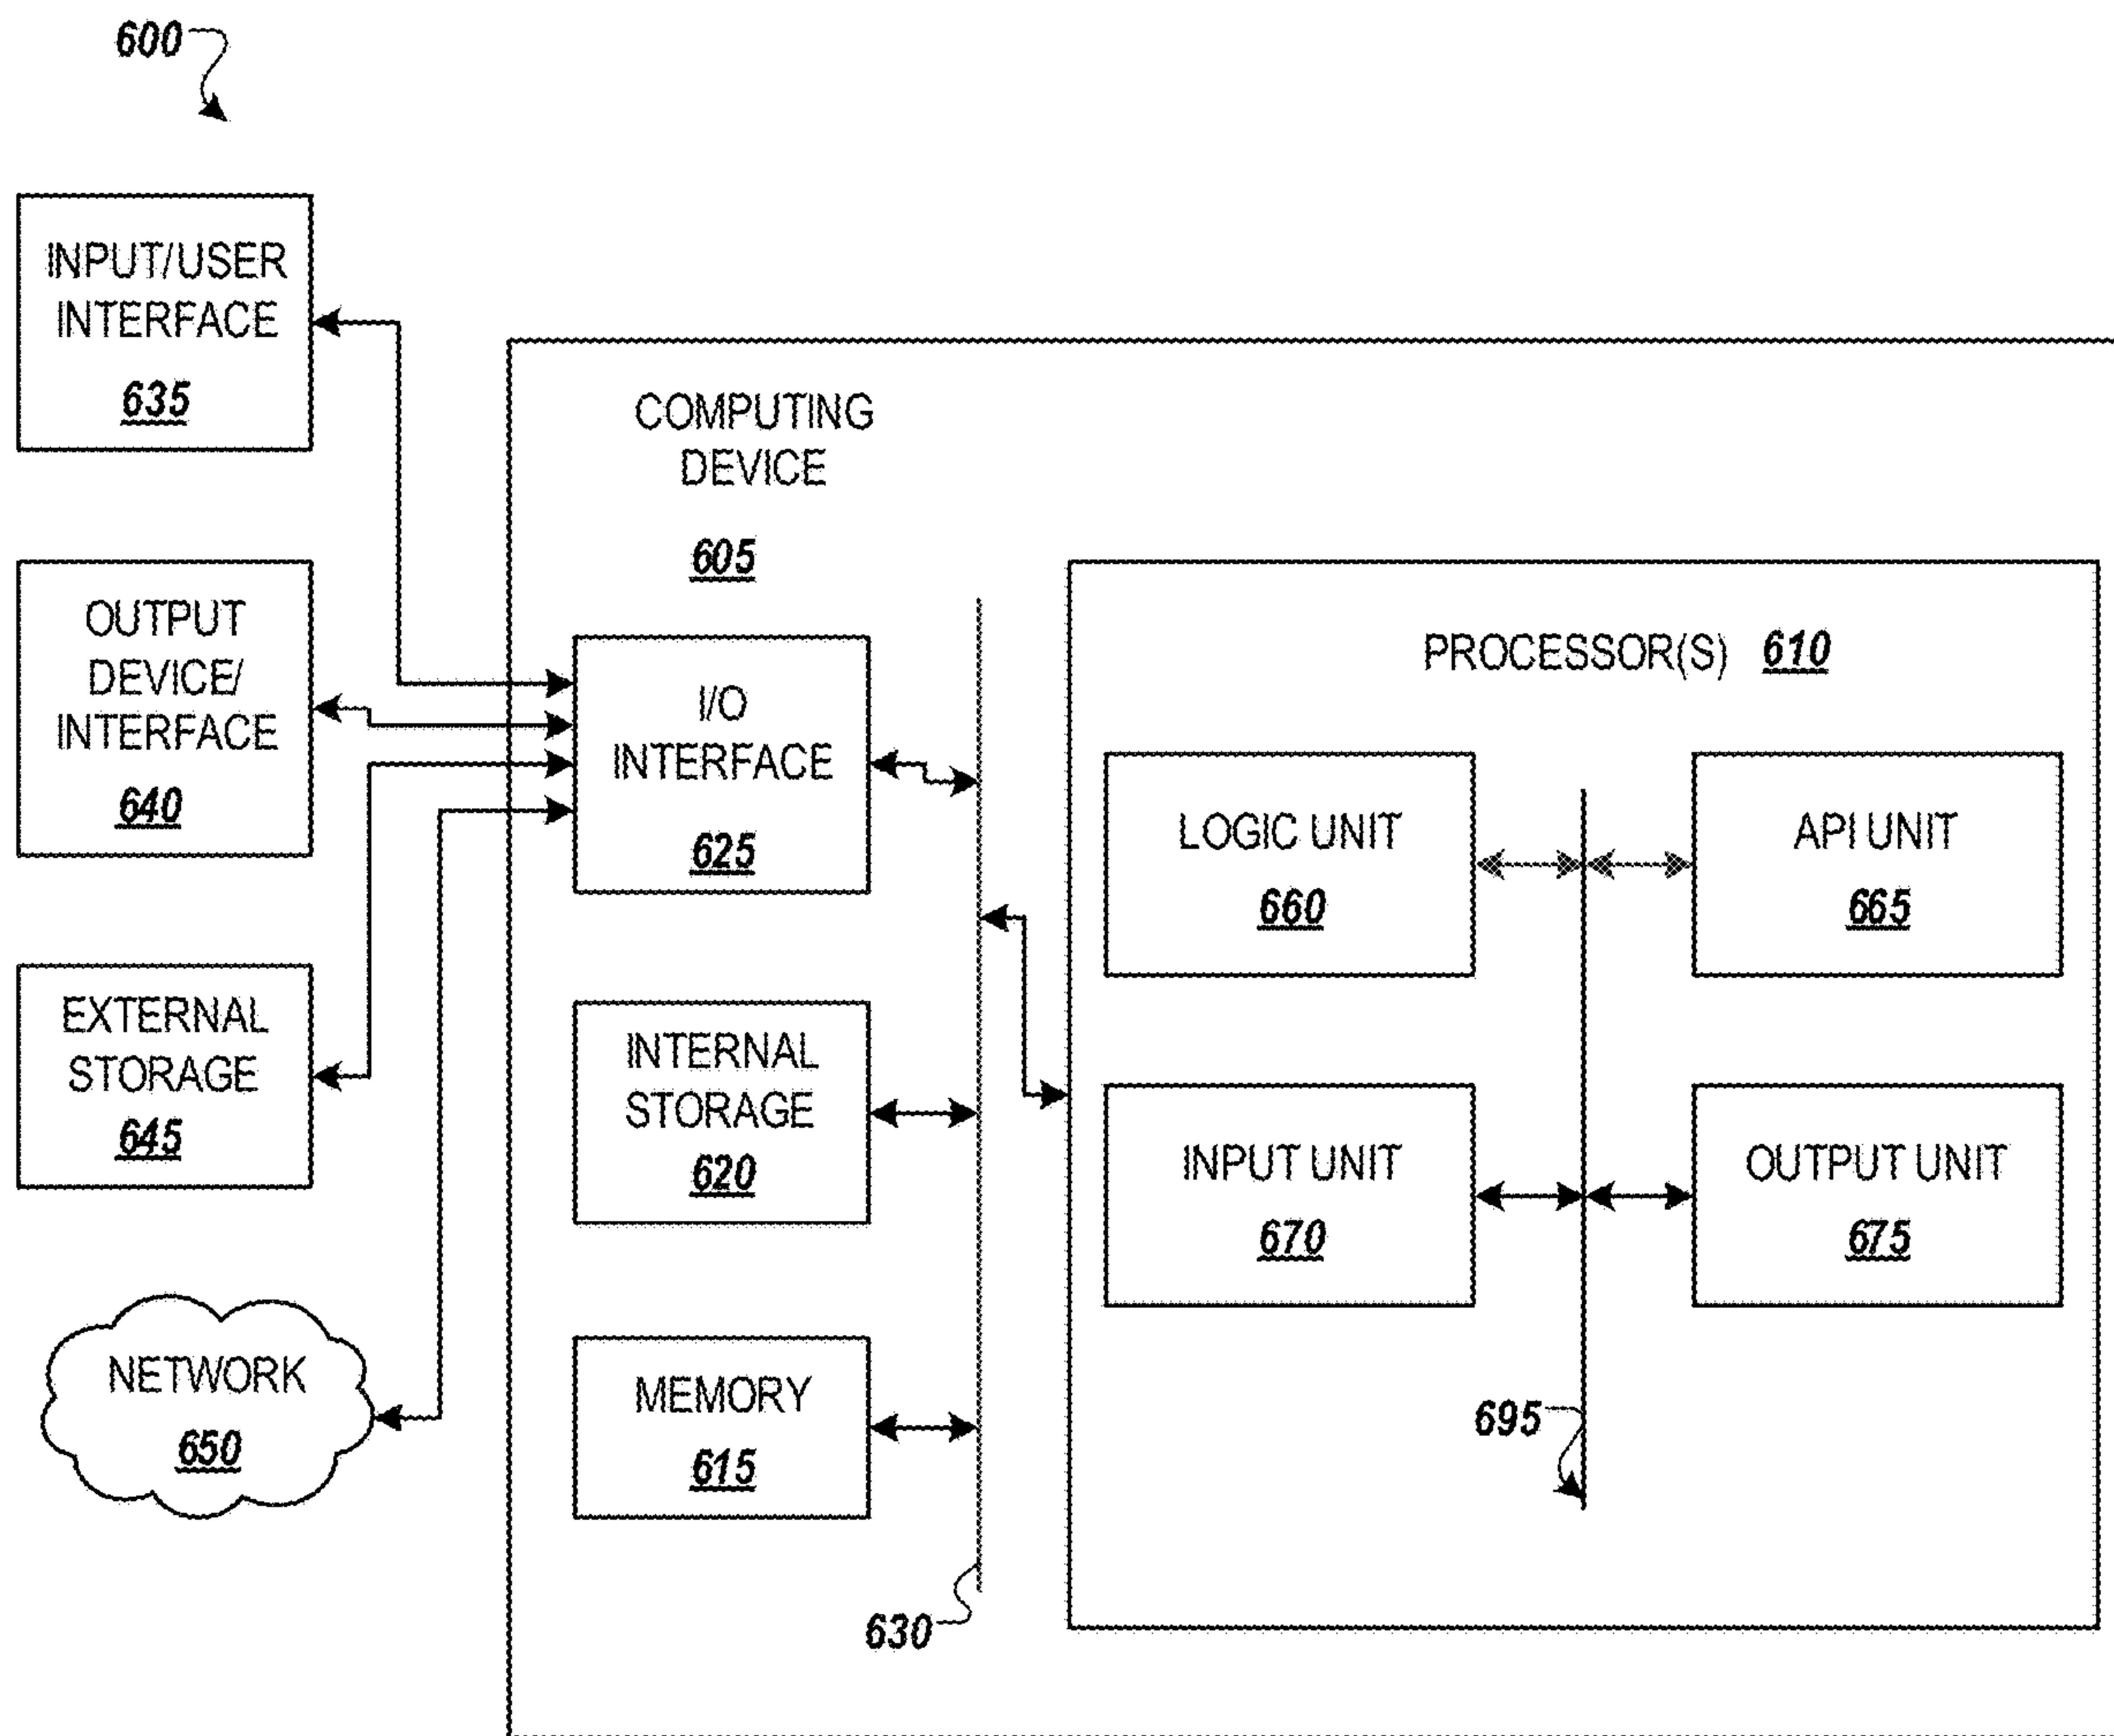 600
INPUT/USER
INTERFACE
635
OUTPUT
DEVICE/
INTERFACE
640
EXTERNAL
STORAGE
645
NETWORK
650
COMPUTING
DEVICE
605
I/O
INTERFACE
625
INTERNAL
STORAGE
620
MEMORY
615
630
PROCESSOR(S) 610
LOGIC UNIT
660
API UNIT
665
INPUT UNIT
670
OUTPUT UNIT
675
695